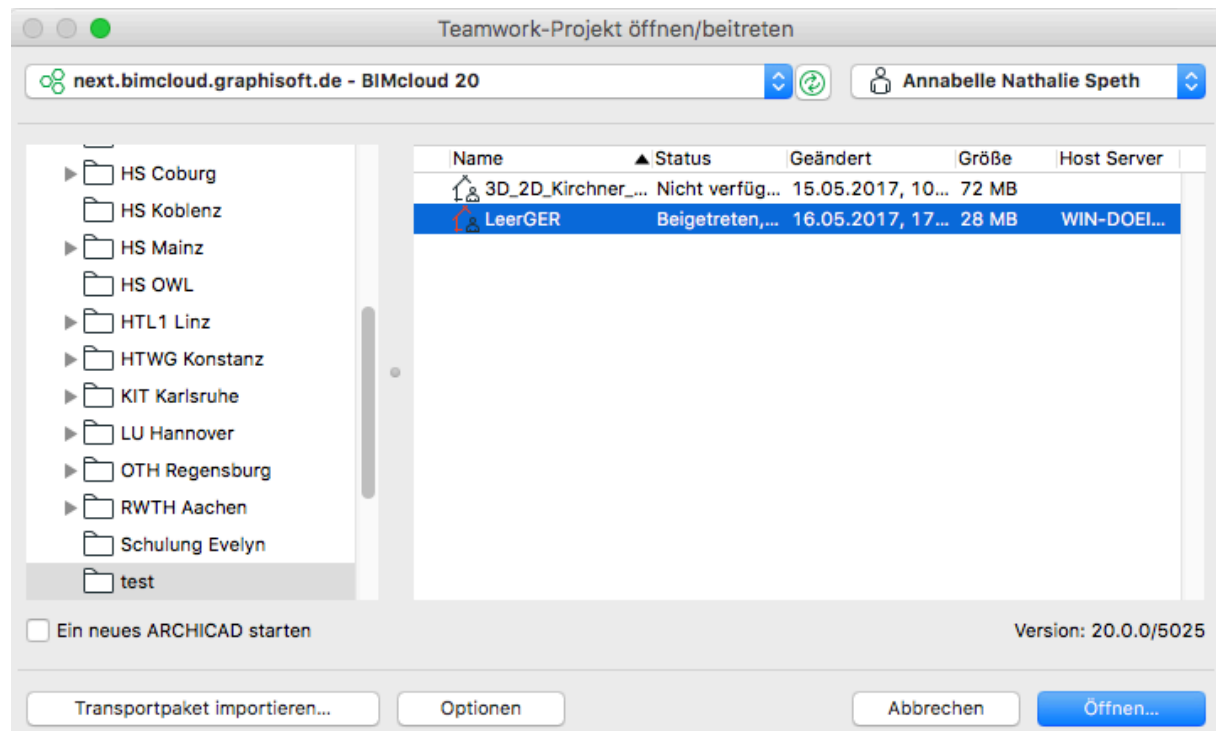 Teamwork-Projekt öffnen/beitreten
next.bimcloud.graphisoft.de - BIMcloud 20
Annabelle Nathalie Speth
HS Coburg
HS Koblenz
HS Mainz
HS OWL
HTL1 Linz
HTWG Konstanz
KIT Karlsruhe
LU Hannover
OTH Regensburg
RWTH Aachen
Schulung Evelyn
test
Name Status Geändert Größe Host Server
3D_2D_Kirchner_... Nicht verfüg... 15.05.2017, 10... 72 MB
LeerGER Beigetreten,... 16.05.2017, 17... 28 MB WIN-DOEI...
Ein neues ARCHICAD starten
Version: 20.0.0/5025
Transportpaket importieren... Optionen Abbrechen Öffnen...